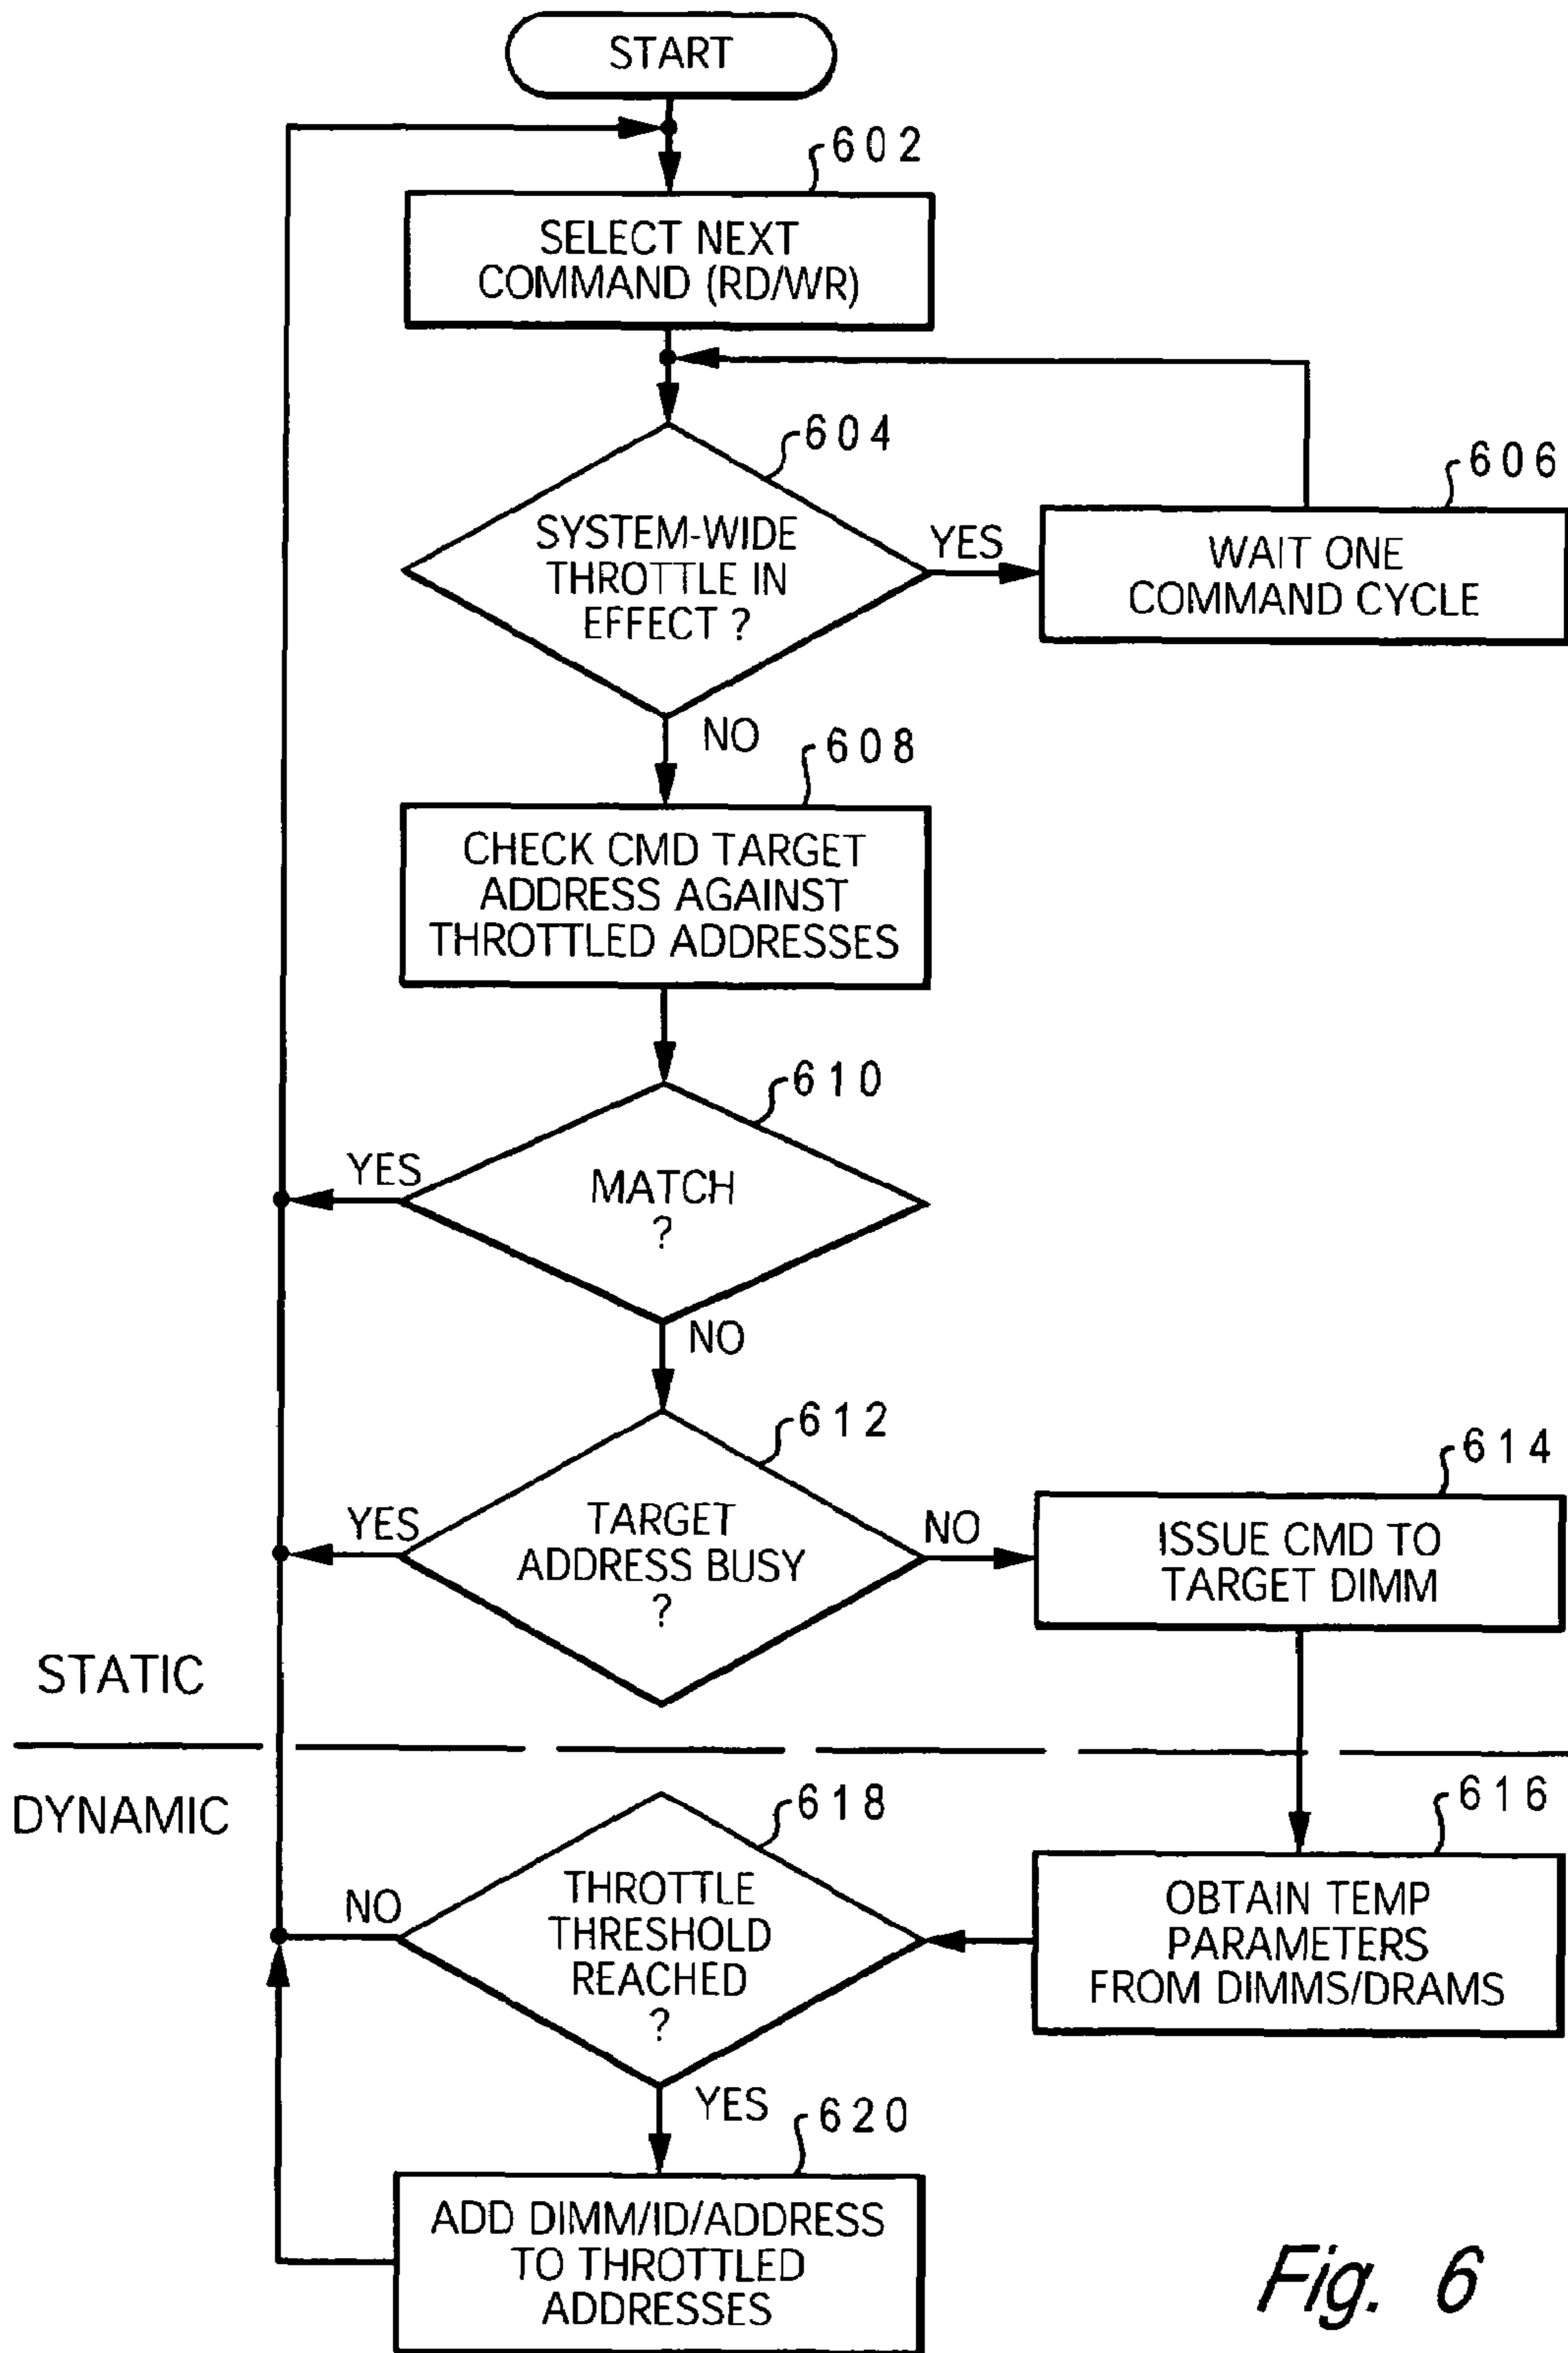 START
602
SELECT NEXT
COMMAND (RD/WR)
604
SYSTEM-WIDE
THROTTLE IN
EFFECT ?
YES
606
WAIT ONE
COMMAND CYCLE
NO
608
CHECK CMD TARGET
ADDRESS AGAINST
THROTTLED ADDRESSES
610
MATCH
?
YES
NO
612
TARGET
ADDRESS BUSY
?
YES
NO
614
ISSUE CMD TO
TARGET DIMM
STATIC
DYNAMIC
616
OBTAIN TEMP
PARAMETERS
FROM DIMMS/DRAMS
618
THROTTLE
THRESHOLD
REACHED
?
NO
YES
620
ADD DIMM/ID/ADDRESS
TO THROTTLED
ADDRESSES
Fig. 6